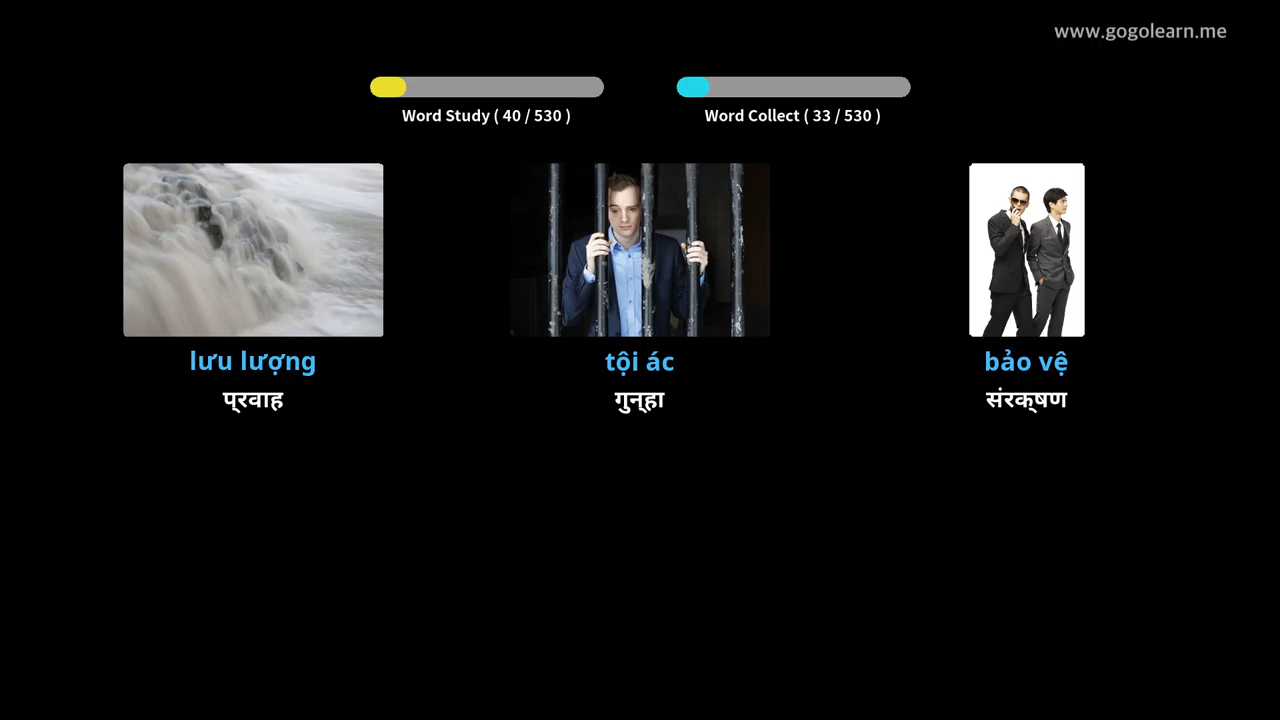 www.gogolearn.me
Word Study ( 40 / 530 )
Word Collect ( 33 / 530 )
lưu lượng
प्रवाह
tội ác
गुन्हा
bảo vệ
संरक्षण